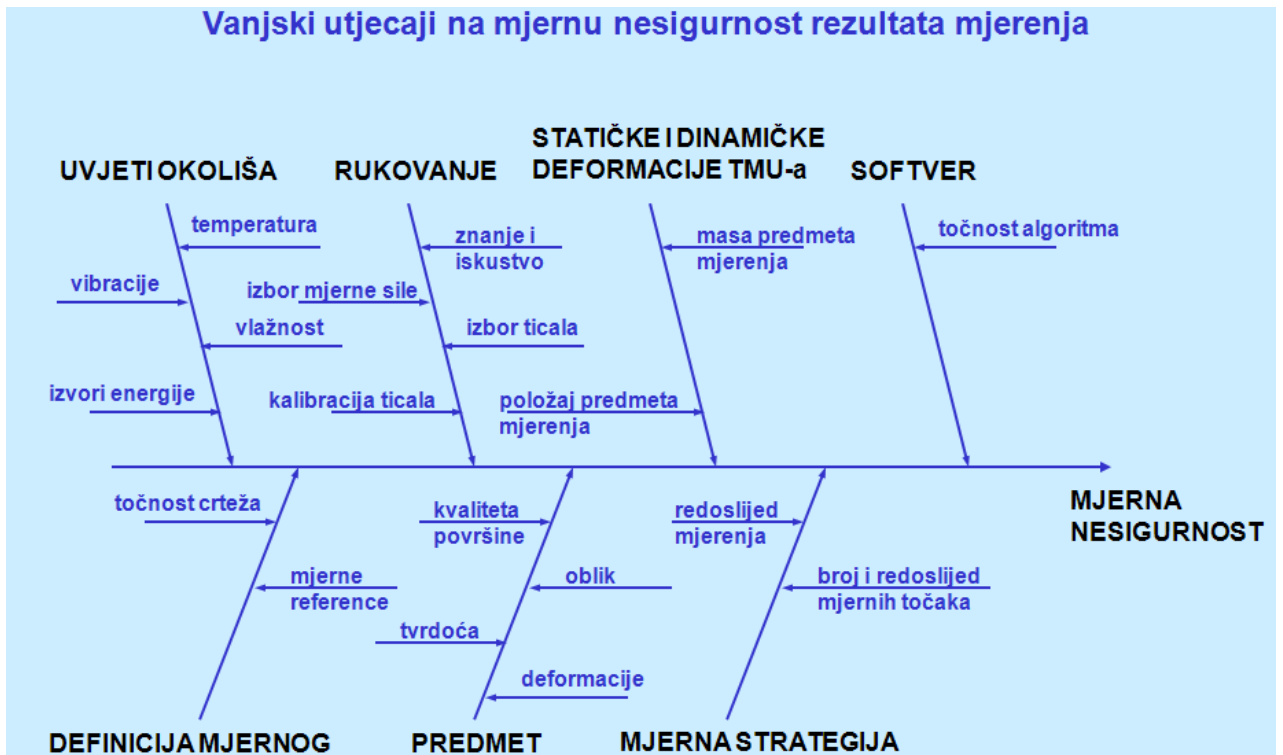 Vanjski utjecaji na mjernu nesigurnost rezultata mjerenja
UVJETI OKOLIŠA
RUKOVANJE
STATIČKE I DINAMIČKE
DEFORMACIJE TMU-a
SOFTVER
temperatura
vibracije
vlažnost
izvori energije
znanje i
iskustvo
izbor mjerne sile
izbor ticala
kalibracija ticala
masa predmeta
mjerenja
položaj predmeta
mjerenja
točnost algoritma
MJERNA
NESIGURNOST
točnost crteža
mjerne
reference
kvaliteta
površine
oblik
tvrdoća
deformacije
redoslijed
mjerenja
broj i redoslijed
mjernih točaka
DEFINICIJA MJERNOG
PREDMET
MJERNA STRATEGIJA